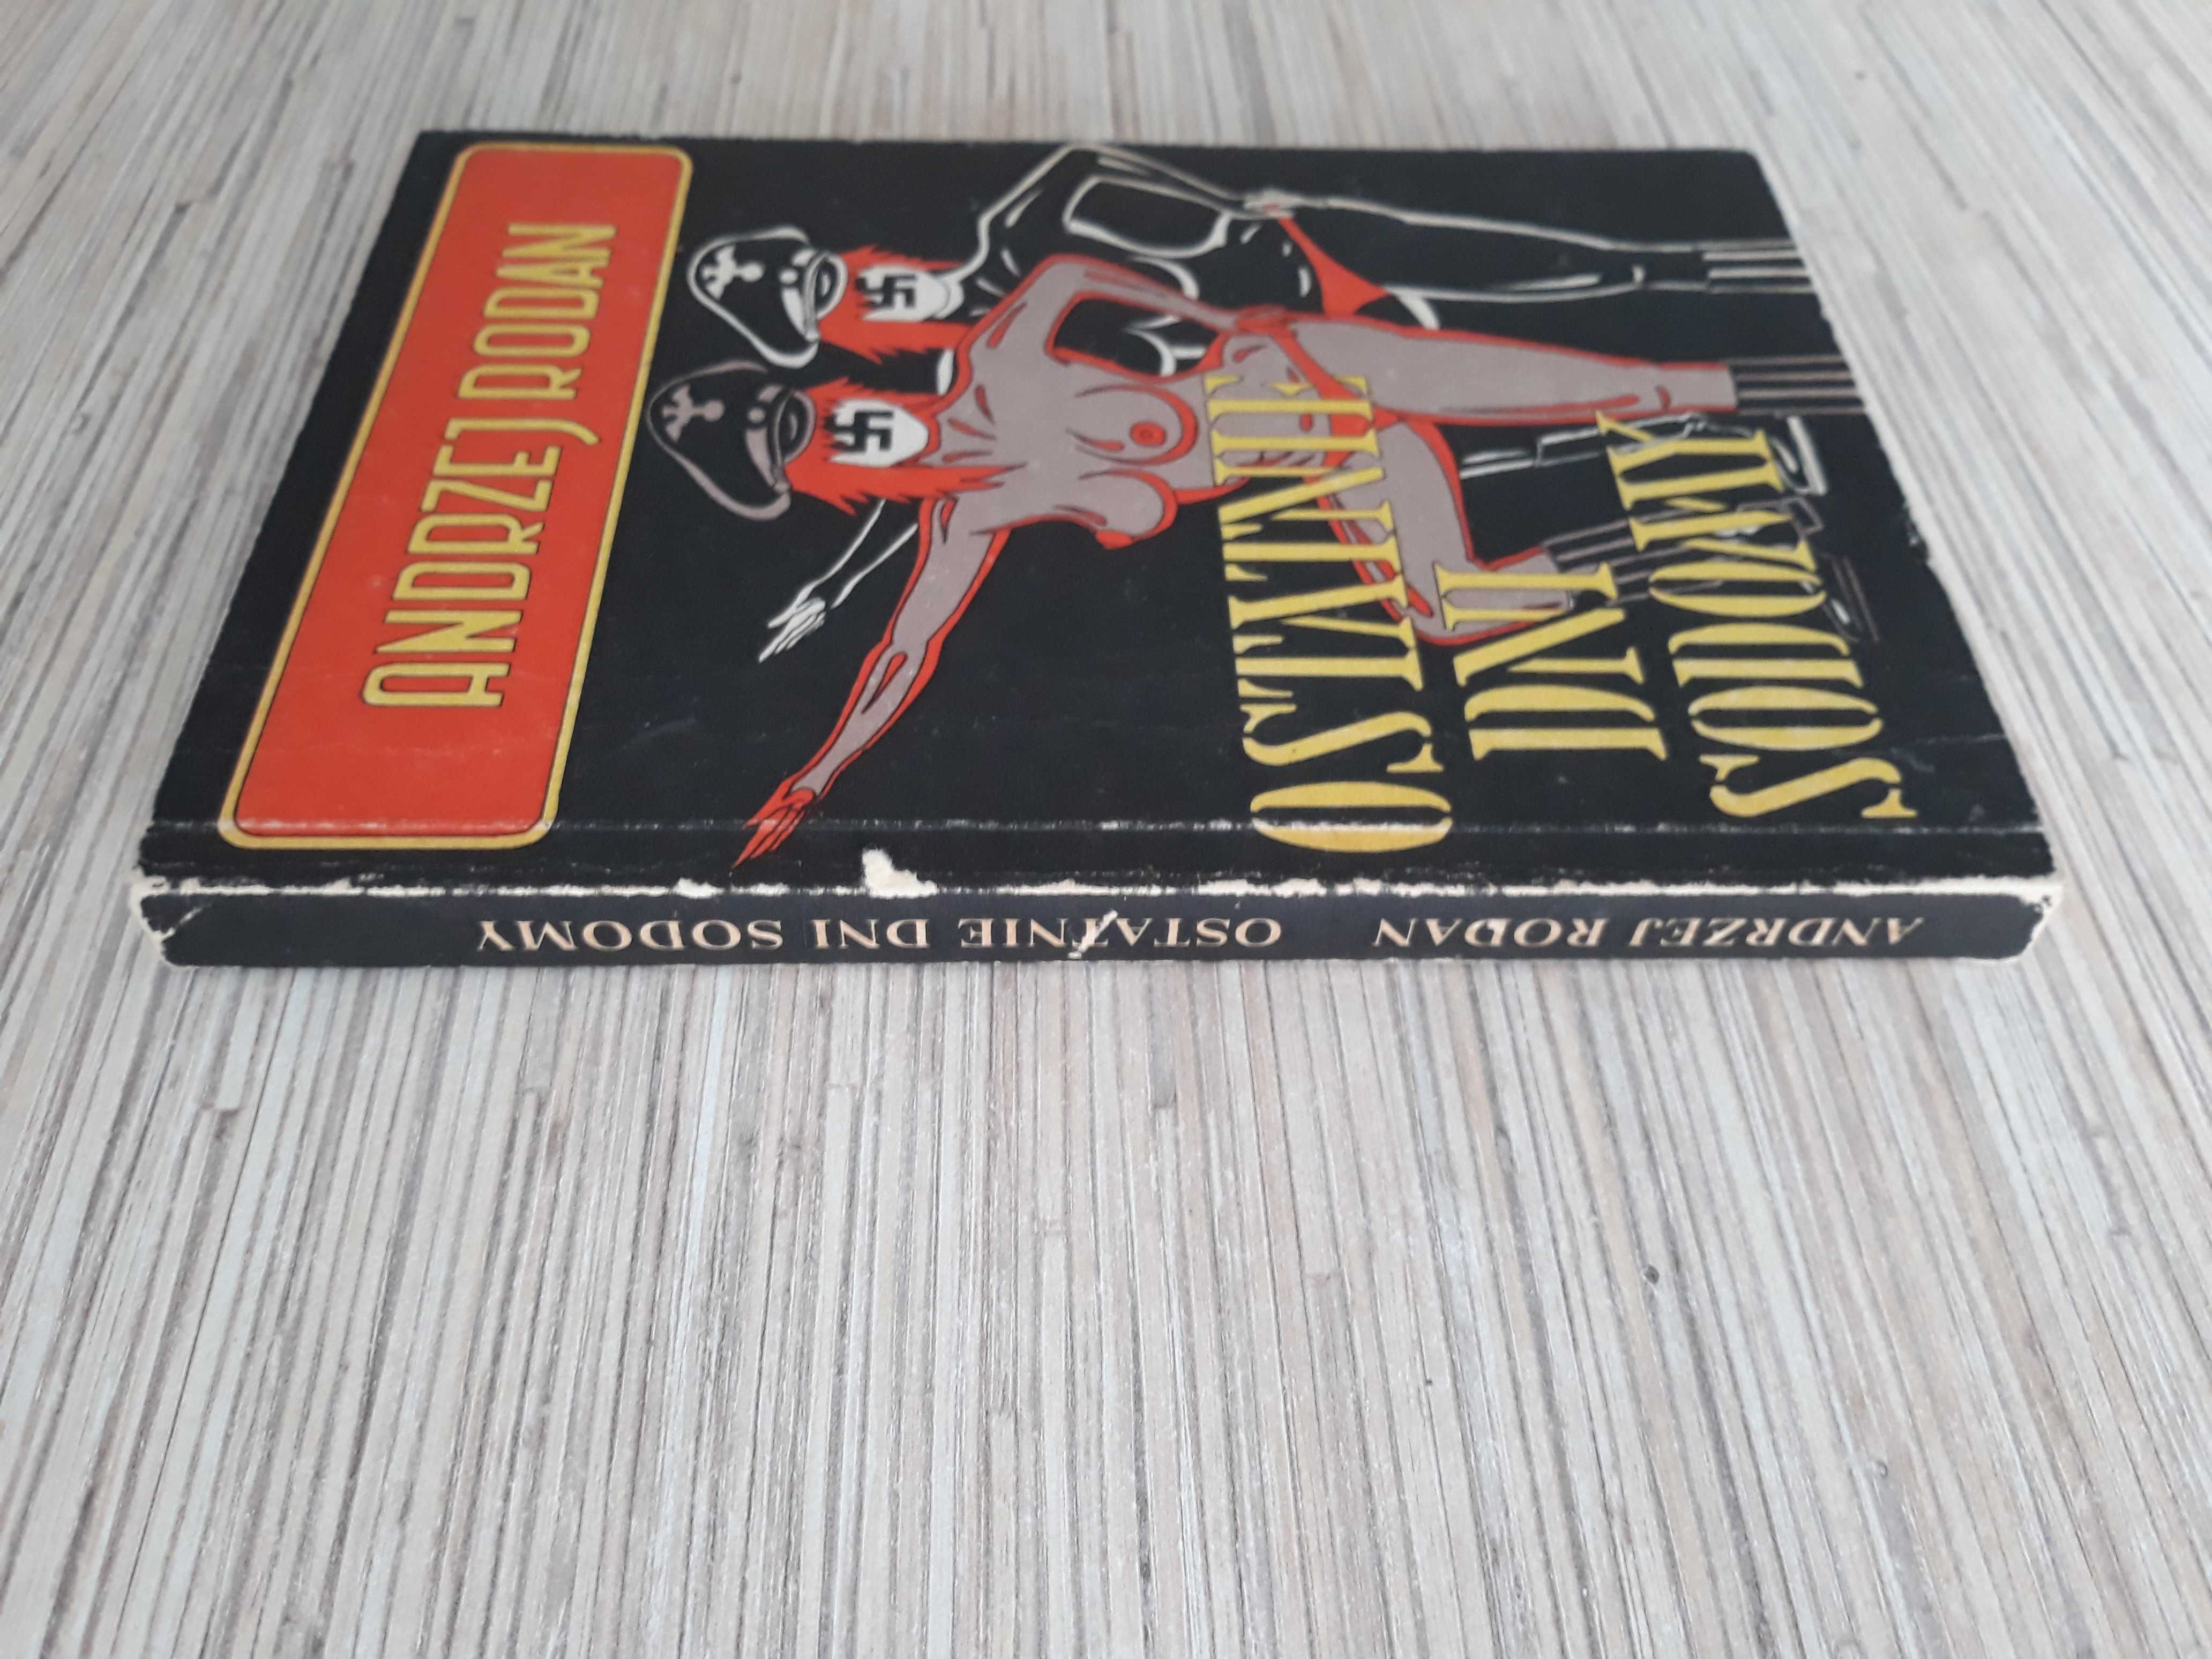 ANDRZEJ RODAN
OSTATNIE
DNI
SODOMY
ANDRZEJ RODAN OSTATNIE DNI SODOMY